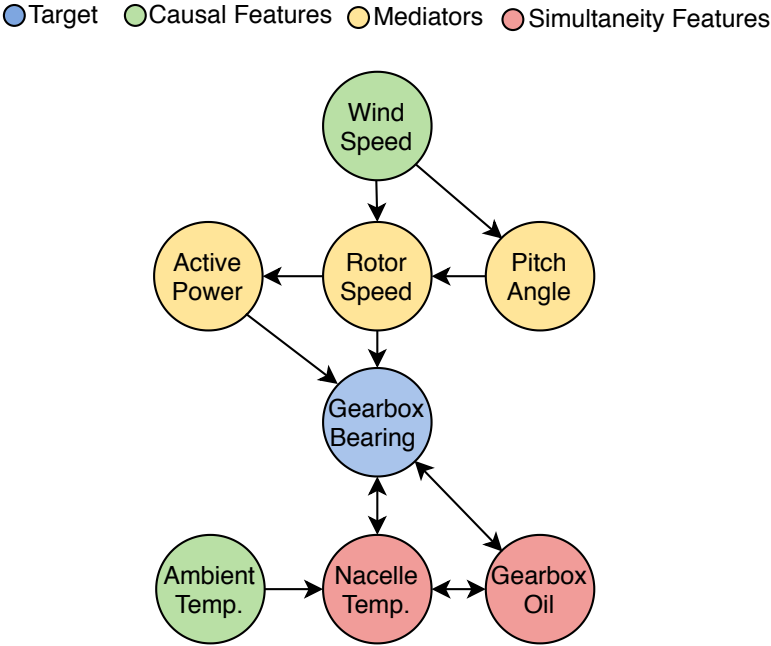 Target Causal Features Mediators Simultaneity Features
Wind
Speed
Active
Power
Rotor
Speed
Pitch
Angle
Gearbox
Bearing
Ambient
Temp.
Nacelle
Temp.
Gearbox
Oil